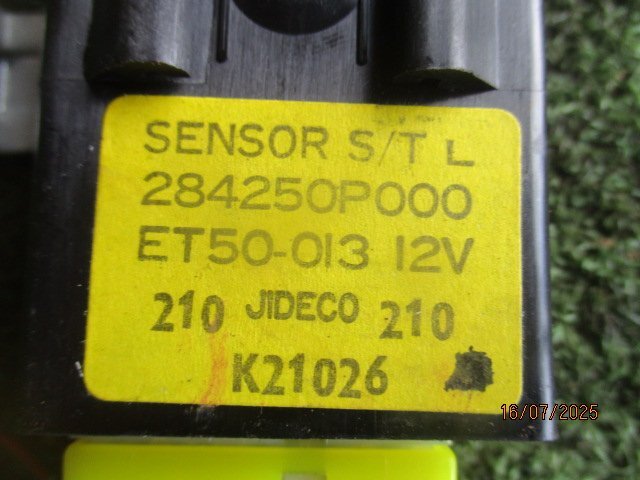 SENSOR S/T L
284250P000
ET50-013 12V
210 JIDECO 210
K21026
16/07/2025